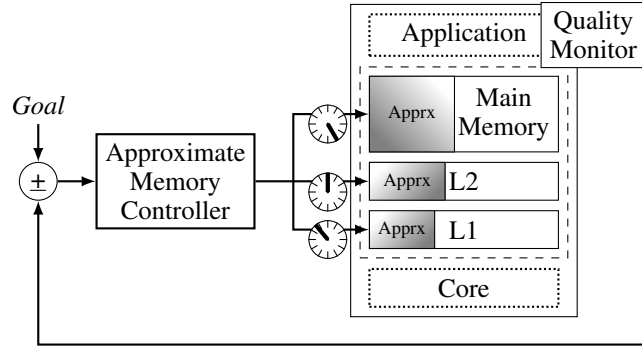 Application
Quality
Monitor
Goal
Apprx
Main
Memory
Approximate
Memory
Controller
±
Apprx
L2
Apprx
L1
Core